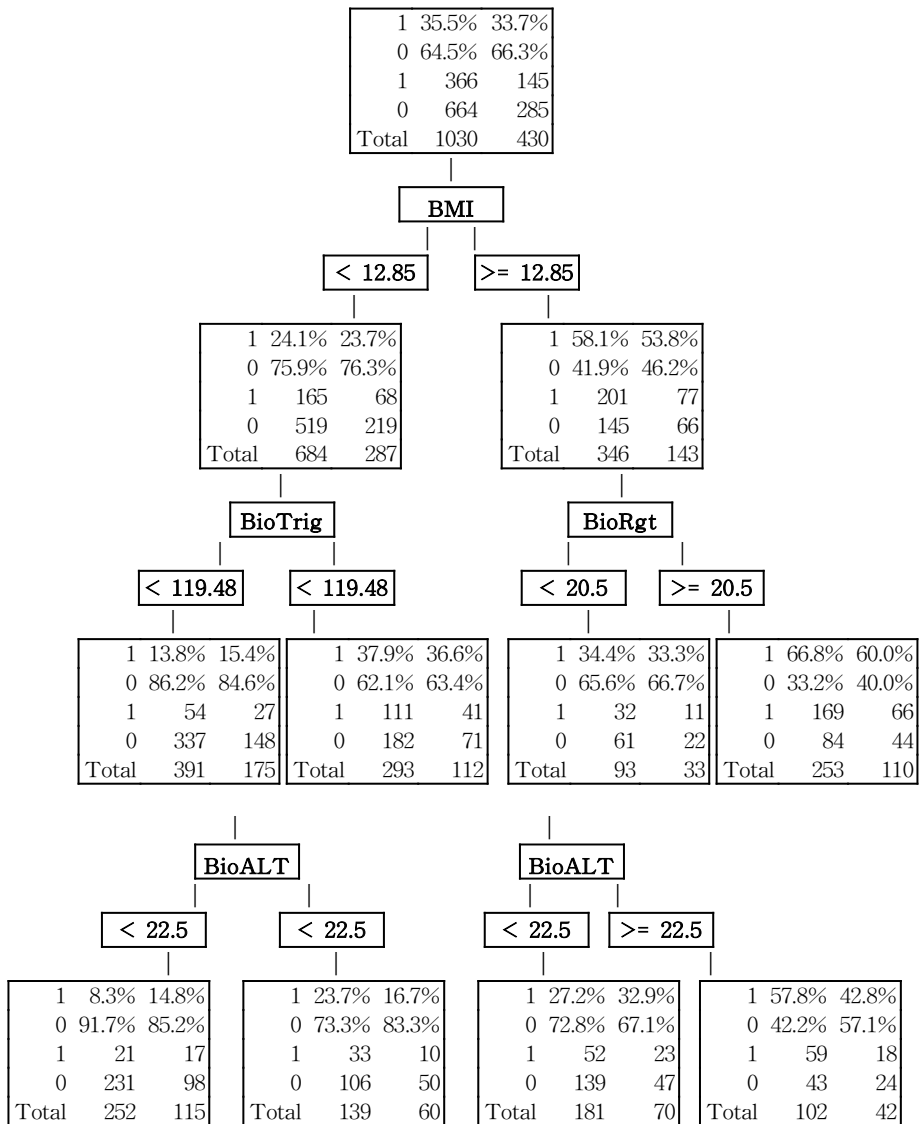 1 35.5% 33.7%
0 64.5% 66.3%
1 366 145
0 664 285
Total 1030 430
BMI
< 12.85
>= 12.85
1 24.1% 23.7%
0 75.9% 76.3%
1 165 68
0 519 219
Total 684 287
1 58.1% 53.8%
0 41.9% 46.2%
1 201 77
0 145 66
Total 346 143
BioTrig
BioRgt
< 119.48
< 119.48
< 20.5
>= 20.5
1 13.8% 15.4%
0 86.2% 84.6%
1 54 27
0 337 148
Total 391 175
1 37.9% 36.6%
0 62.1% 63.4%
1 111 41
0 182 71
Total 293 112
1 34.4% 33.3%
0 65.6% 66.7%
1 32 11
0 61 22
Total 93 33
1 66.8% 60.0%
0 33.2% 40.0%
1 169 66
0 84 44
Total 253 110
BioALT
BioALT
< 22.5
< 22.5
< 22.5
>= 22.5
1 8.3% 14.8%
0 91.7% 85.2%
1 21 17
0 231 98
Total 252 115
1 23.7% 16.7%
0 73.3% 83.3%
1 33 10
0 106 50
Total 139 60
1 27.2% 32.9%
0 72.8% 67.1%
1 52 23
0 139 47
Total 181 70
1 57.8% 42.8%
0 42.2% 57.1%
1 59 18
0 43 24
Total 102 42